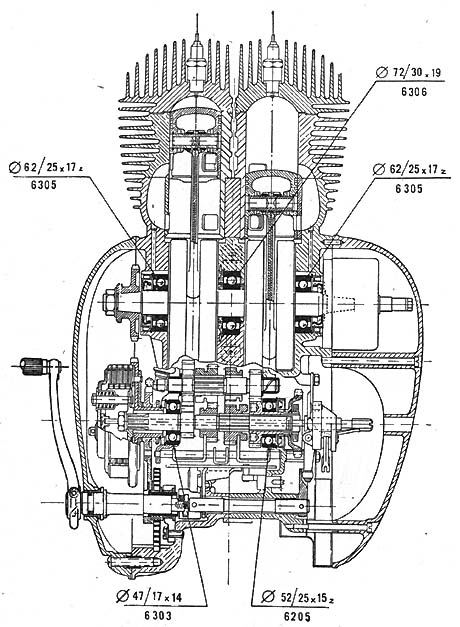 ⌀ 72/30 x 19
6306
⌀ 62/25 x 17 z
6305
⌀ 62/25 x 17 z
6305
⌀ 47/17 x 14
6303
⌀ 52/25 x 15 z
6205